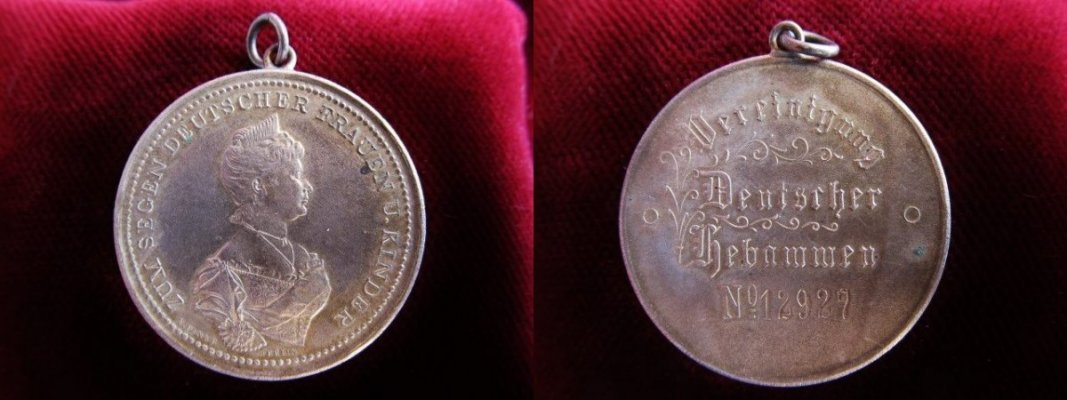 ZUM SEGEN DEUTSCHER FRAUEN U. KINDER
Vereinigung
Deutscher
Hebammen
No 12927